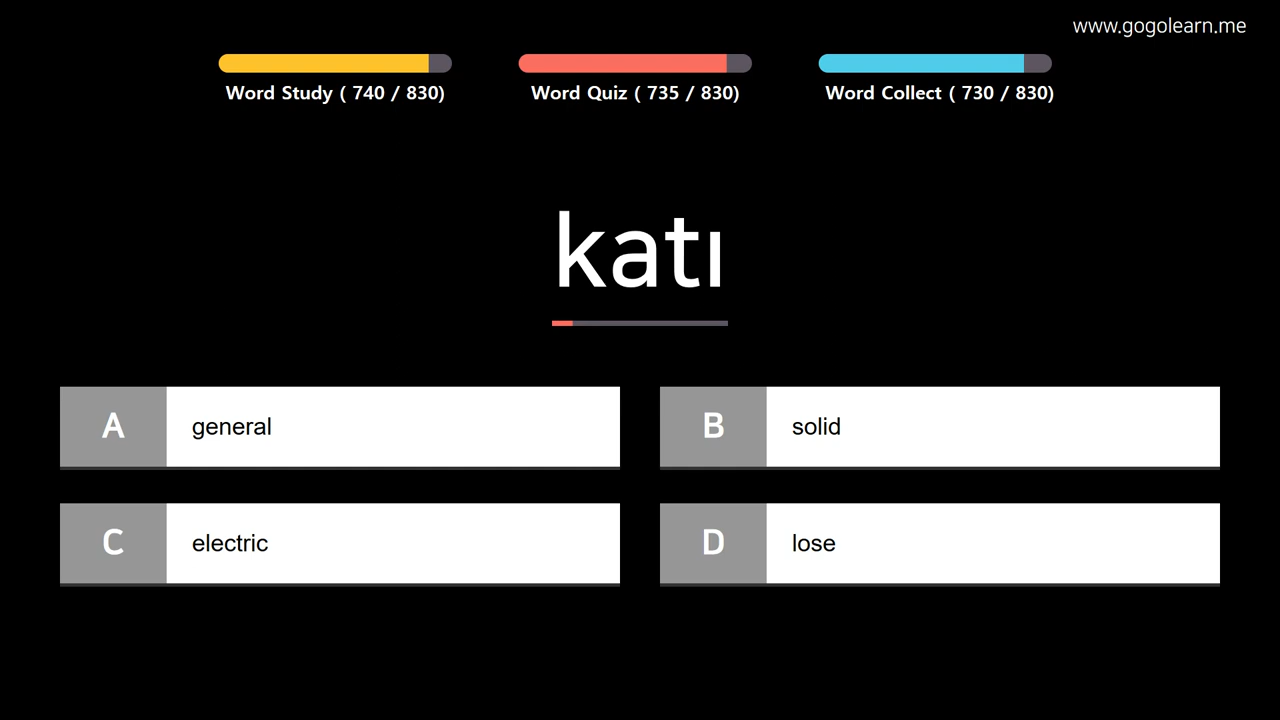 www.gogolearn.me
Word Study ( 740 / 830)
Word Quiz ( 735 / 830)
Word Collect ( 730 / 830)
katı
A general
B solid
C electric
D lose